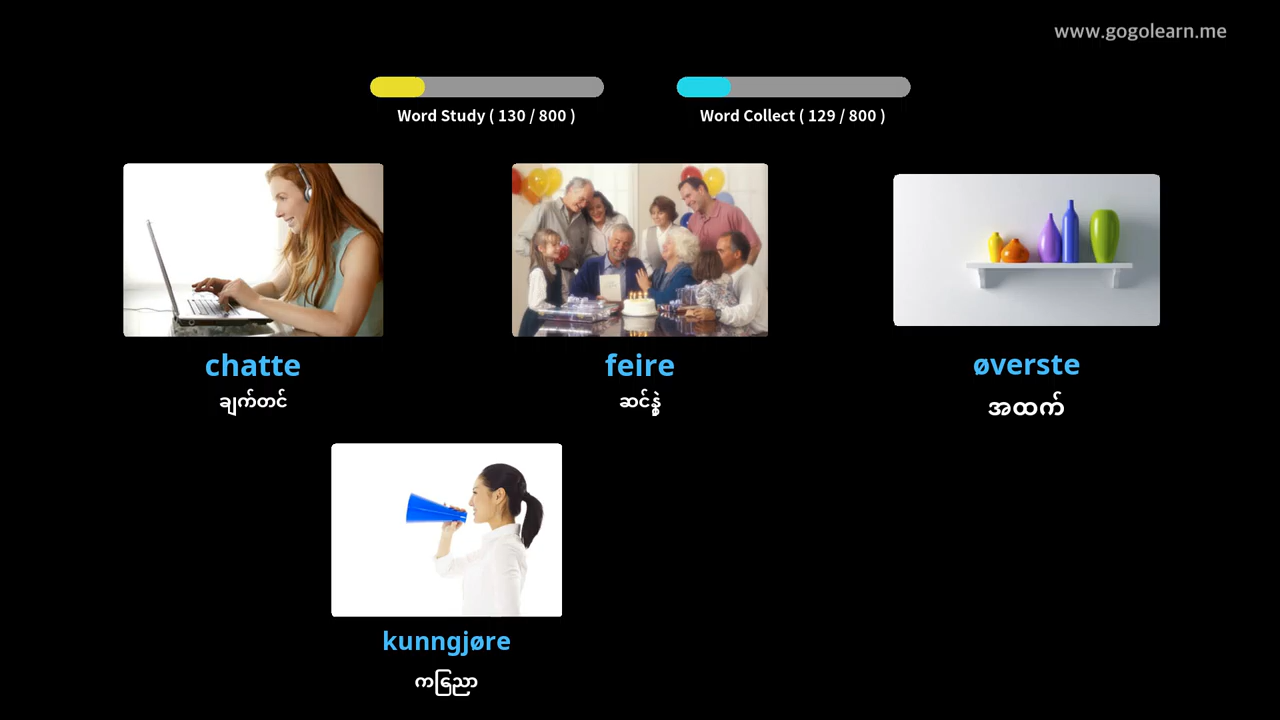 www.gogolearn.me
Word Study ( 130 / 800 )
Word Collect ( 129 / 800 )
chatte
ချက်တင်
feire
ဆင်နွှဲ
øverste
အထက်
kunngjøre
ကြေညာ